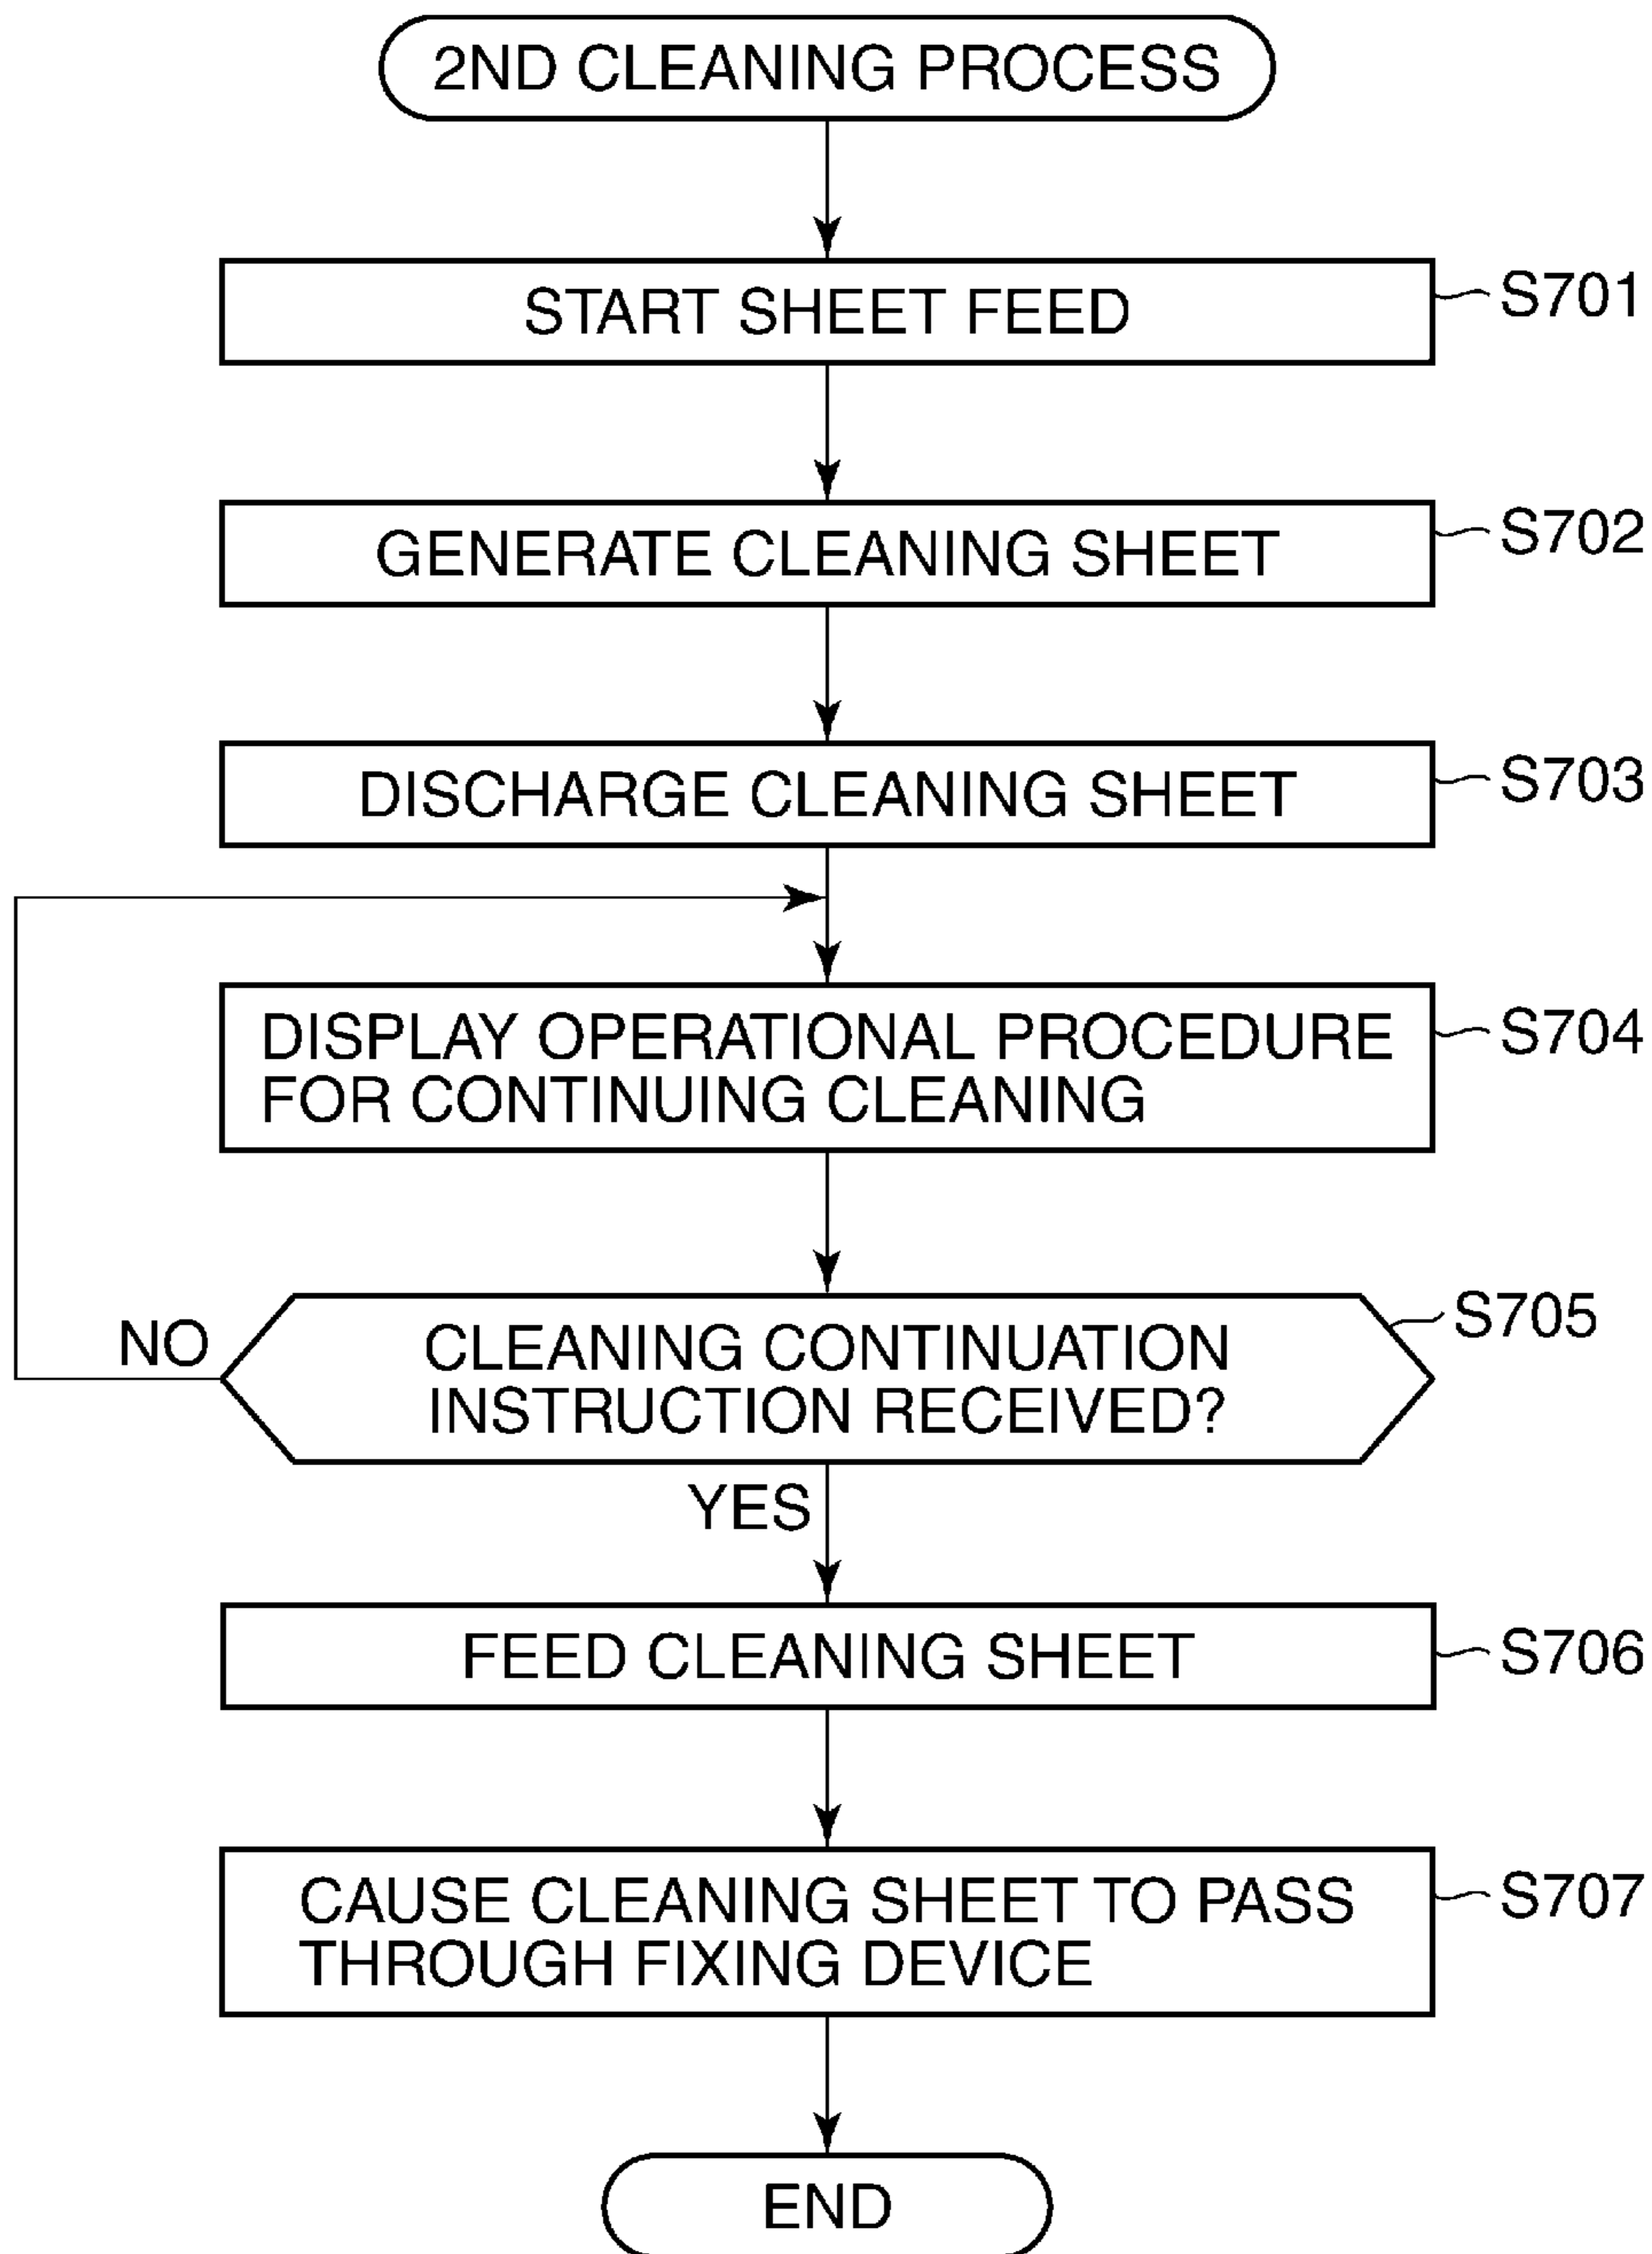 2ND CLEANING PROCESS
START SHEET FEED
S701
GENERATE CLEANING SHEET
S702
DISCHARGE CLEANING SHEET
S703
DISPLAY OPERATIONAL PROCEDURE
FOR CONTINUING CLEANING
S704
NO
CLEANING CONTINUATION
INSTRUCTION RECEIVED?
S705
YES
FEED CLEANING SHEET
S706
CAUSE CLEANING SHEET TO PASS
THROUGH FIXING DEVICE
S707
END